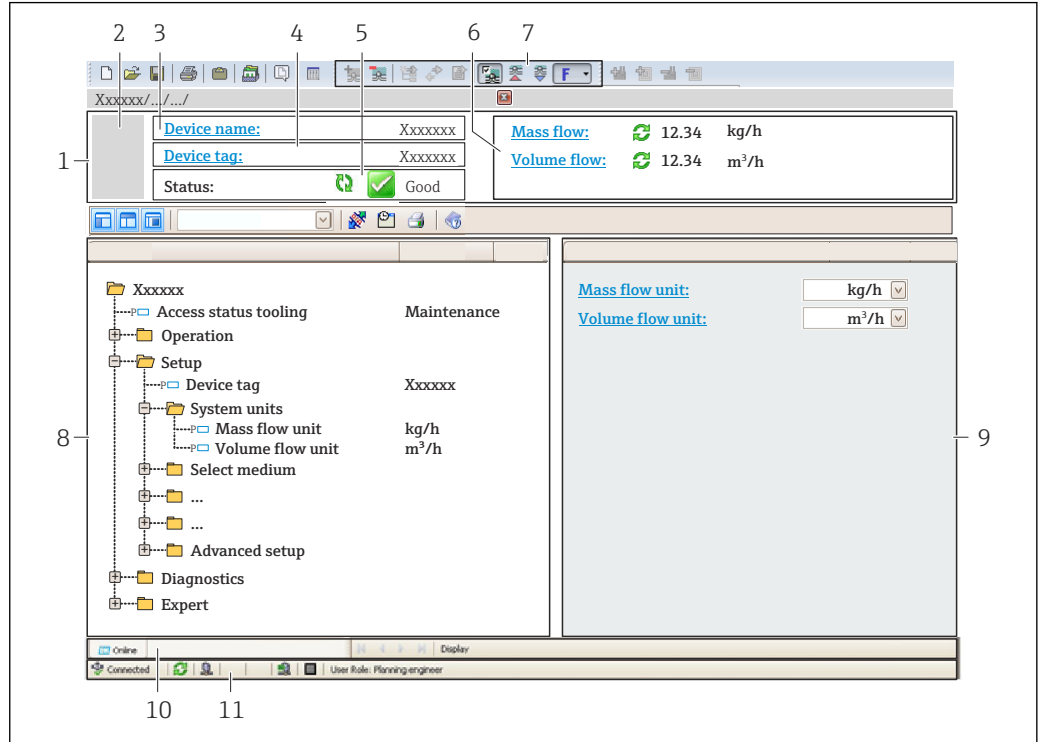 2 3 4 5 6 7
F
Xxxxxx/.../.../
1
Device name: Xxxxxxx
Device tag: Xxxxxxx
Status: Good
Mass flow: 12.34 kg/h
Volume flow: 12.34 m³/h
Xxxxxx
P Access status tooling Maintenance
Operation
Setup
P Device tag Xxxxxx
System units
P Mass flow unit kg/h
P Volume flow unit m³/h
Select medium
...
...
Advanced setup
Diagnostics
Expert
8
Mass flow unit: kg/h
Volume flow unit: m³/h
9
Online Display
Connected User Role: Planning engineer
10 11